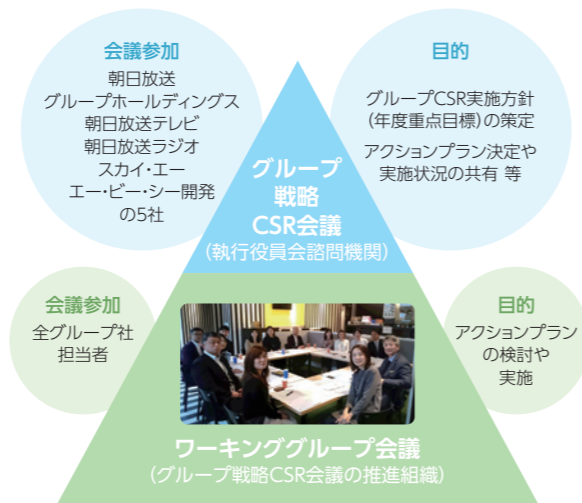 会議参加
朝日放送
グループホールディングス
朝日放送テレビ
朝日放送ラジオ
スカイ・エー
エー・ビー・シー開発
の5社
目的
グループCSR実施方針
(年度重点目標)の策定
アクションプラン決定や
実施状況の共有 等
グループ
戦略
CSR会議
(執行役員会諮問機関)
会議参加
全グループ社
担当者
目的
アクションプラン
の検討や
実施
ワーキンググループ会議
(グループ戦略CSR会議の推進組織)